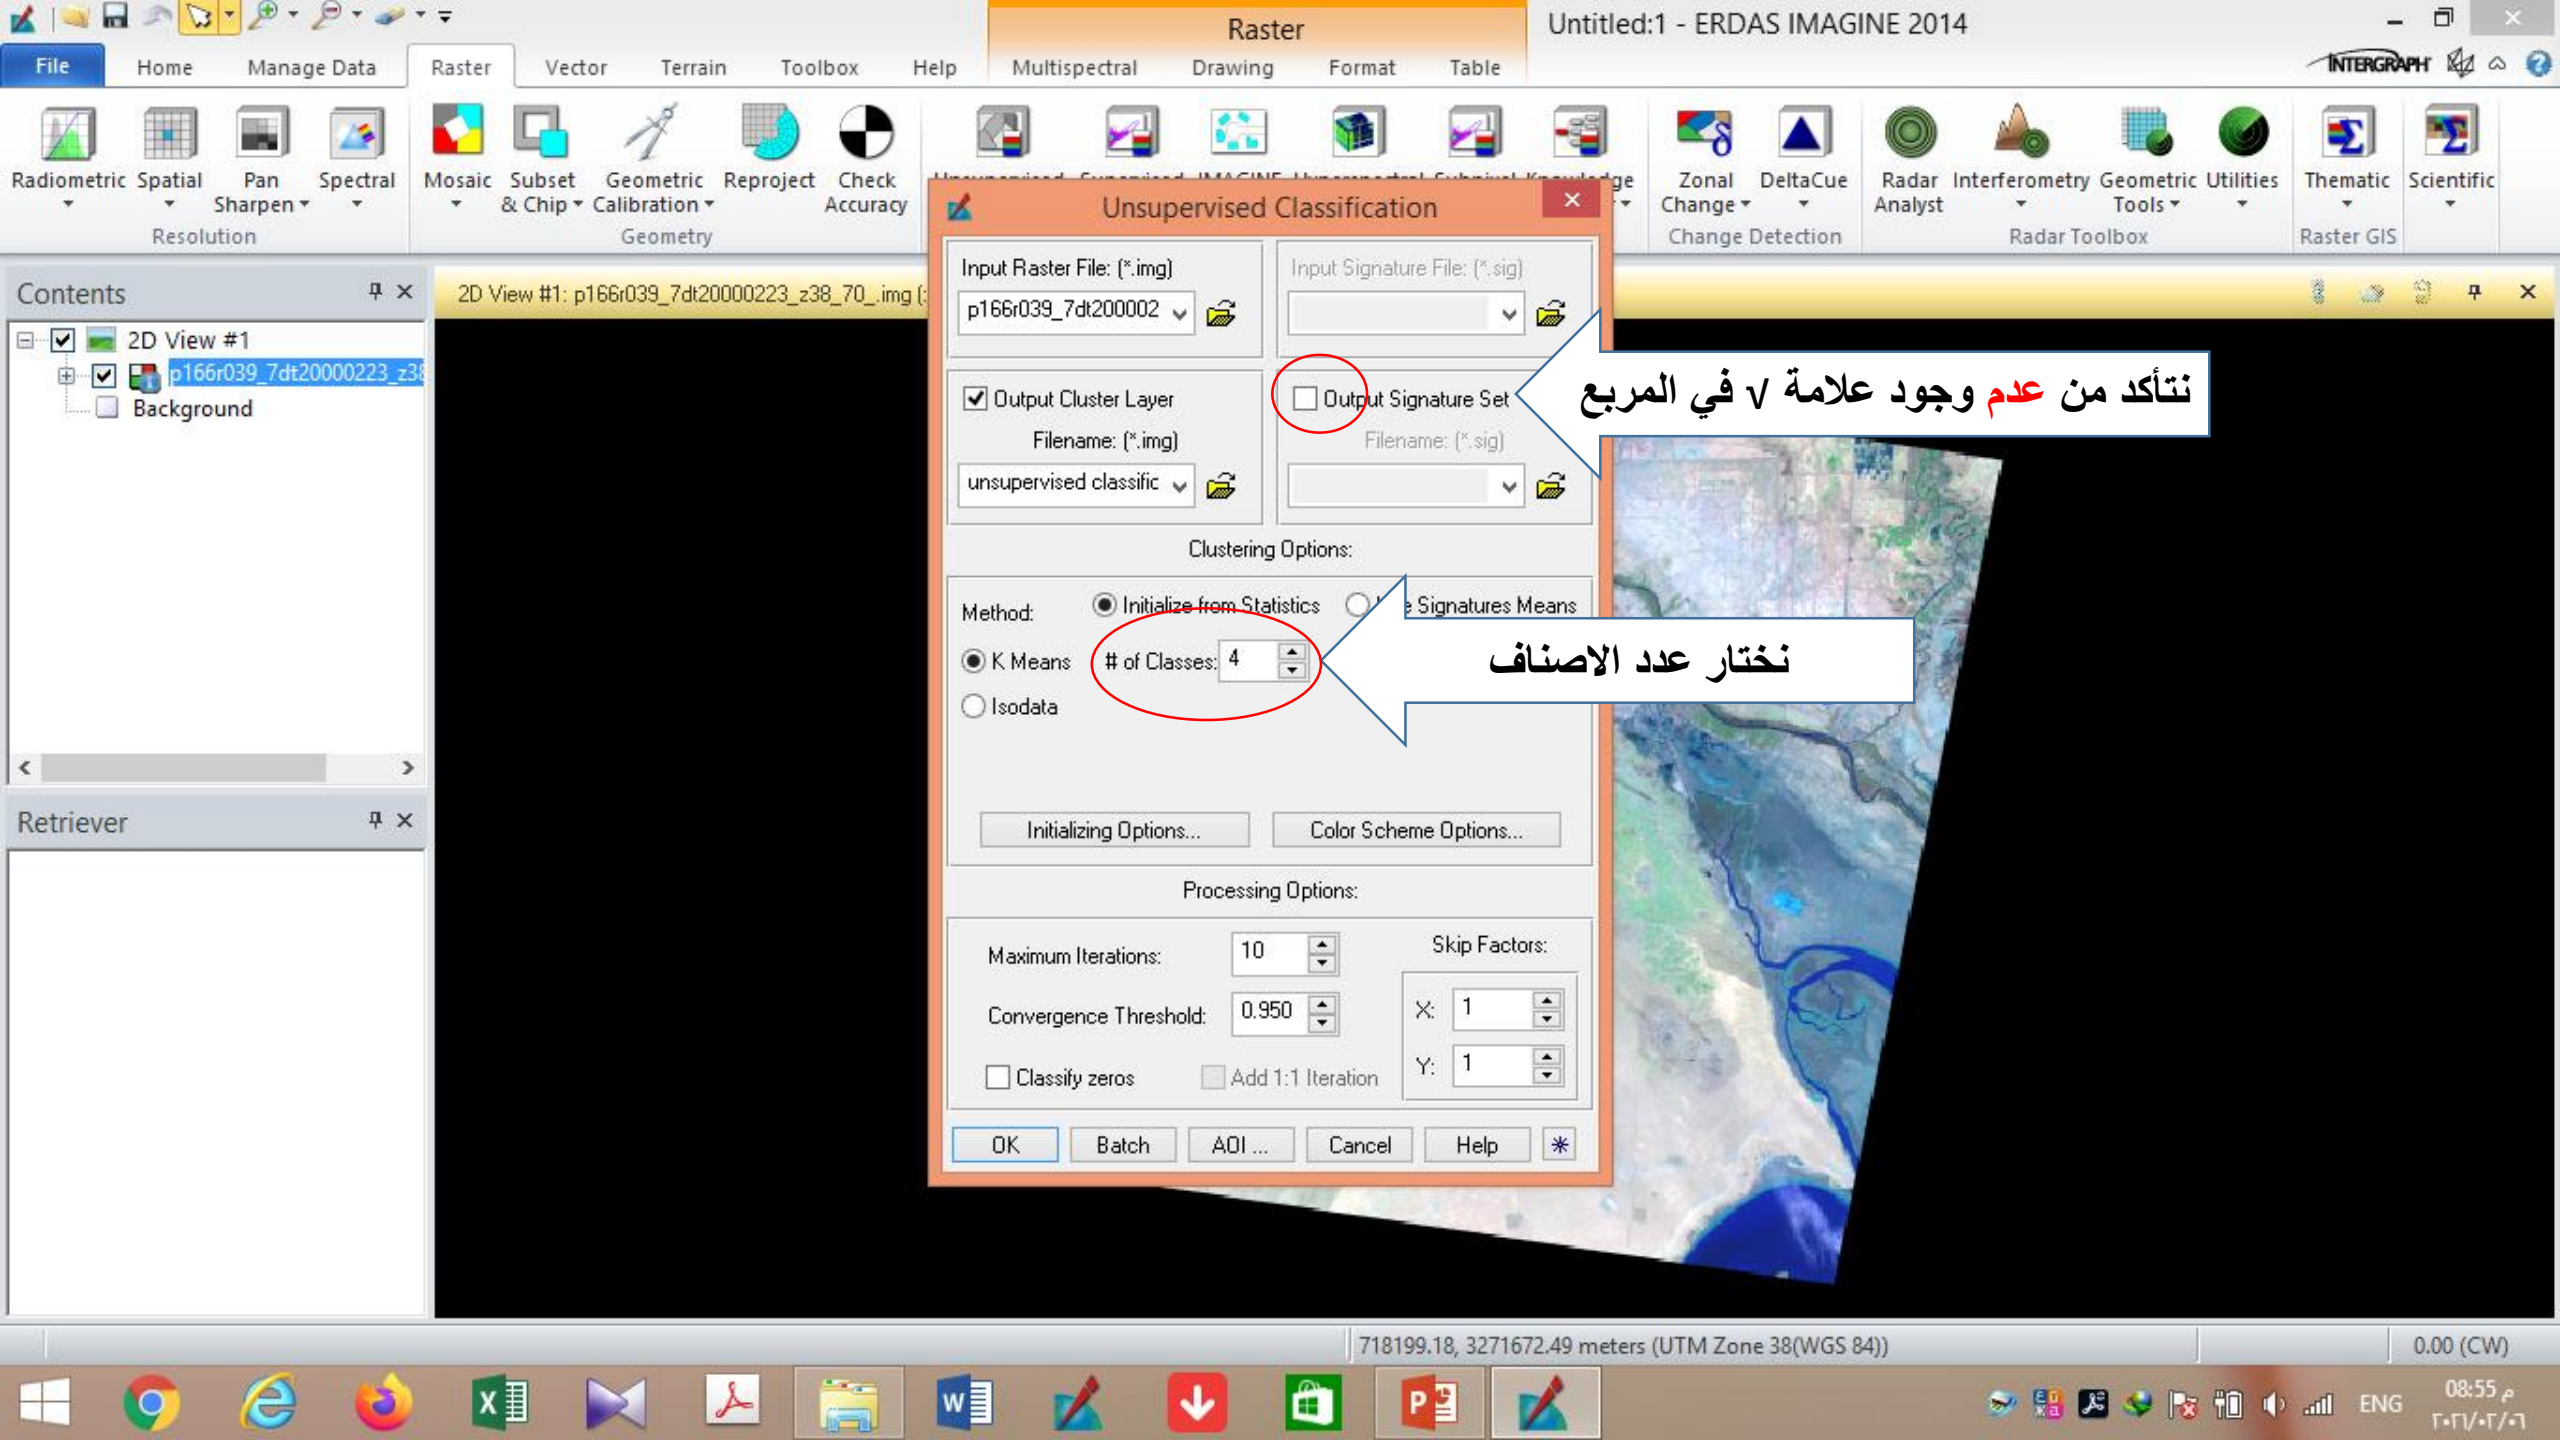 Raster
Untitled:1 - ERDAS IMAGINE 2014
File Home Manage Data Raster Vector Terrain Toolbox Help Multispectral Drawing Format Table
INTERGRAPH
Radiometric Spatial Pan Sharpen Spectral
Resolution
Mosaic Subset & Chip Geometric Calibration Reproject Check Accuracy
Geometry
Zonal Change DeltaCue
Change Detection
Radar Analyst Interferometry Geometric Tools Utilities
Radar Toolbox
Thematic
Raster GIS
Scientific
Contents
2D View #1
p166r039_7dt20000223_z38
Background
Retriever
2D View #1: p166r039_7dt20000223_z38_70_.img (:
Unsupervised Classification
Input Raster File: (*.img)
p166r039_7dt200002
Input Signature File: (*.sig)
Output Cluster Layer
Filename: (*.img)
unsupervised classific
Output Signature Set
Filename: (*.sig)
نتأكد من عدم وجود علامة √ في المربع
Clustering Options:
Method:
Initialize from Statistics
Signatures Means
K Means
# of Classes: 4
Isodata
نختار عدد الاصناف
Initializing Options...
Color Scheme Options...
Processing Options:
Maximum Iterations: 10
Skip Factors:
Convergence Threshold: 0.950
X: 1
Y: 1
Classify zeros
Add 1:1 Iteration
OK Batch AOI ... Cancel Help
718199.18, 3271672.49 meters (UTM Zone 38(WGS 84))
0.00 (CW)
ENG
08:55 م
٢٠٢١/٠٢/٠٦